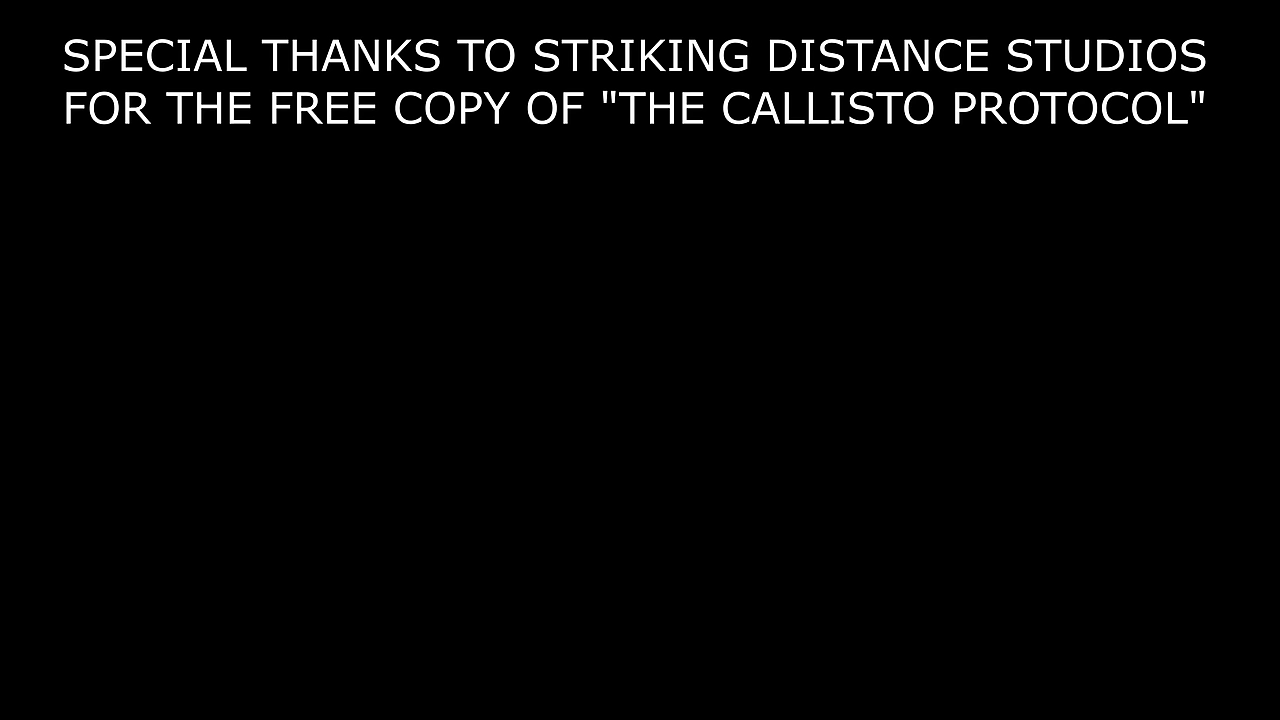 SPECIAL THANKS TO STRIKING DISTANCE STUDIOS
FOR THE FREE COPY OF "THE CALLISTO PROTOCOL"